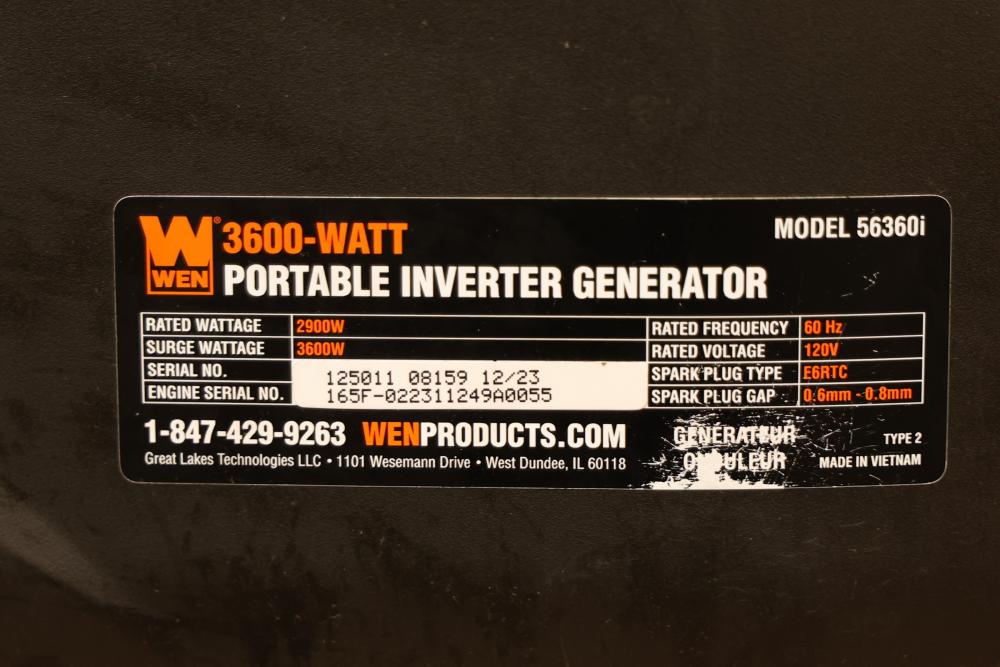 WEN®
3600-WATT
PORTABLE INVERTER GENERATOR
MODEL 56360i
RATED WATTAGE 2900W
SURGE WATTAGE 3600W
SERIAL NO. 125011 08159 12/23
ENGINE SERIAL NO. 165F-022311249A0055
RATED FREQUENCY 60 Hz
RATED VOLTAGE 120V
SPARK PLUG TYPE E6RTC
SPARK PLUG GAP 0.6mm - 0.8mm
1-847-429-9263 WENPRODUCTS.COM
Great Lakes Technologies LLC • 1101 Wesemann Drive • West Dundee, IL 60118
GENERATEUR
TYPE 2
MADE IN VIETNAM